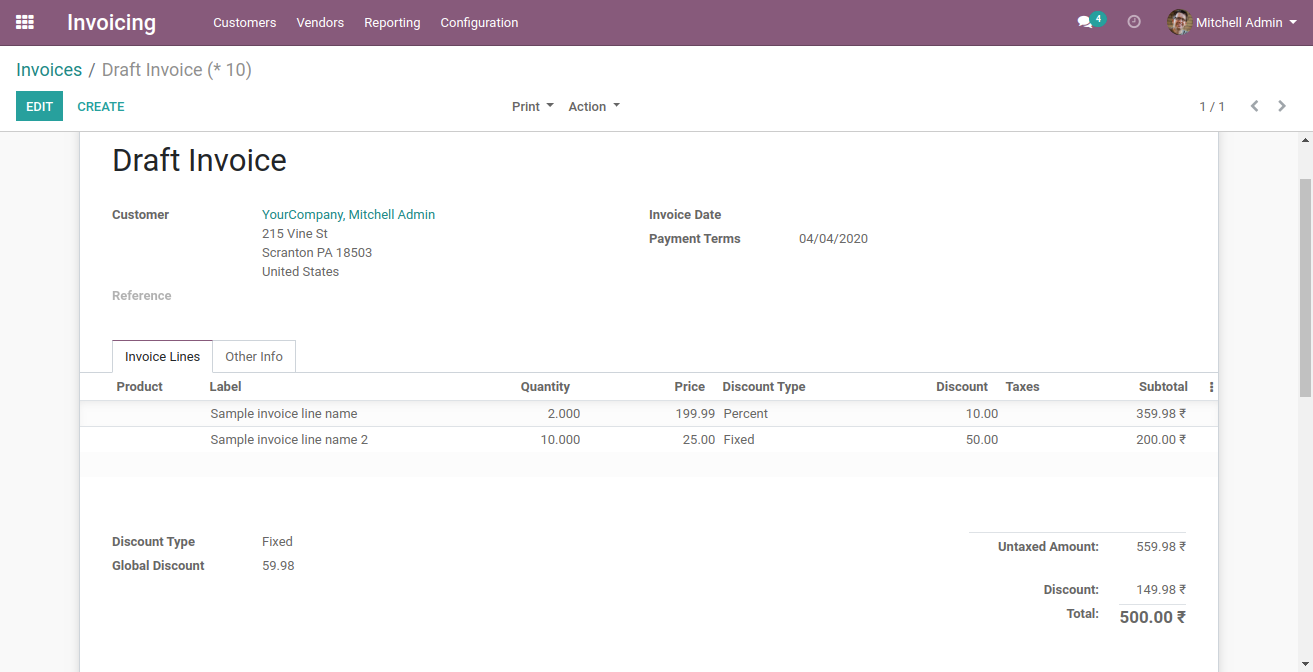 Invoicing Customers Vendors Reporting Configuration 4 Mitchell Admin
Invoices / Draft Invoice (* 10)
EDIT CREATE Print Action 1 / 1
Draft Invoice
Customer YourCompany, Mitchell Admin Invoice Date
215 Vine St Payment Terms 04/04/2020
Scranton PA 18503
United States
Reference
Invoice Lines Other Info
Product Label Quantity Price Discount Type Discount Taxes Subtotal
Sample invoice line name 2.000 199.99 Percent 10.00 359.98 ₹
Sample invoice line name 2 10.000 25.00 Fixed 50.00 200.00 ₹
Discount Type Fixed Untaxed Amount: 559.98 ₹
Global Discount 59.98
Discount: 149.98 ₹
Total: 500.00 ₹